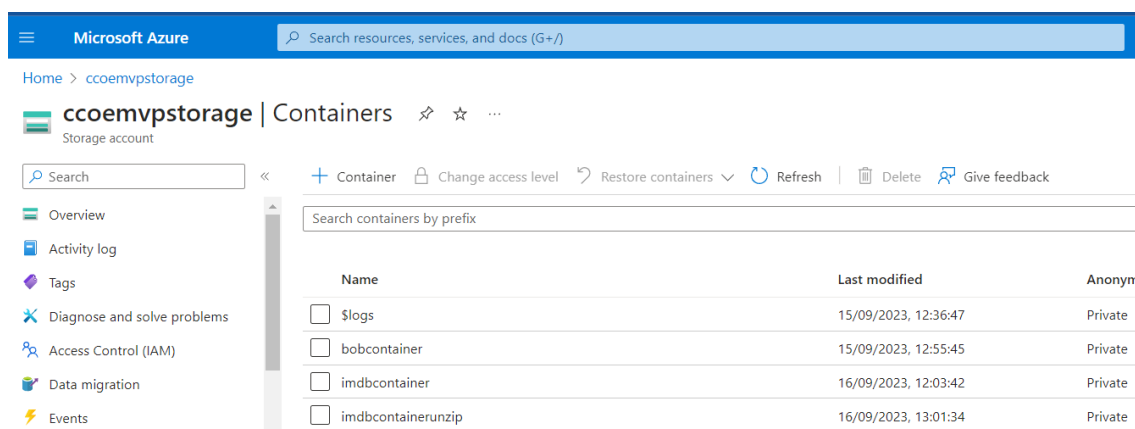 Microsoft Azure
Search resources, services, and docs (G+/)
Home > ccoemvpstorage
ccoemvpstorage | Containers
Storage account
Search
Container Change access level Restore containers Refresh Delete Give feedback
Search containers by prefix
Overview
Activity log
Tags
Diagnose and solve problems
Access Control (IAM)
Data migration
Events
Name Last modified Anonym
$logs 15/09/2023, 12:36:47 Private
bobcontainer 15/09/2023, 12:55:45 Private
imdbcontainer 16/09/2023, 12:03:42 Private
imdbcontainerunzip 16/09/2023, 13:01:34 Private